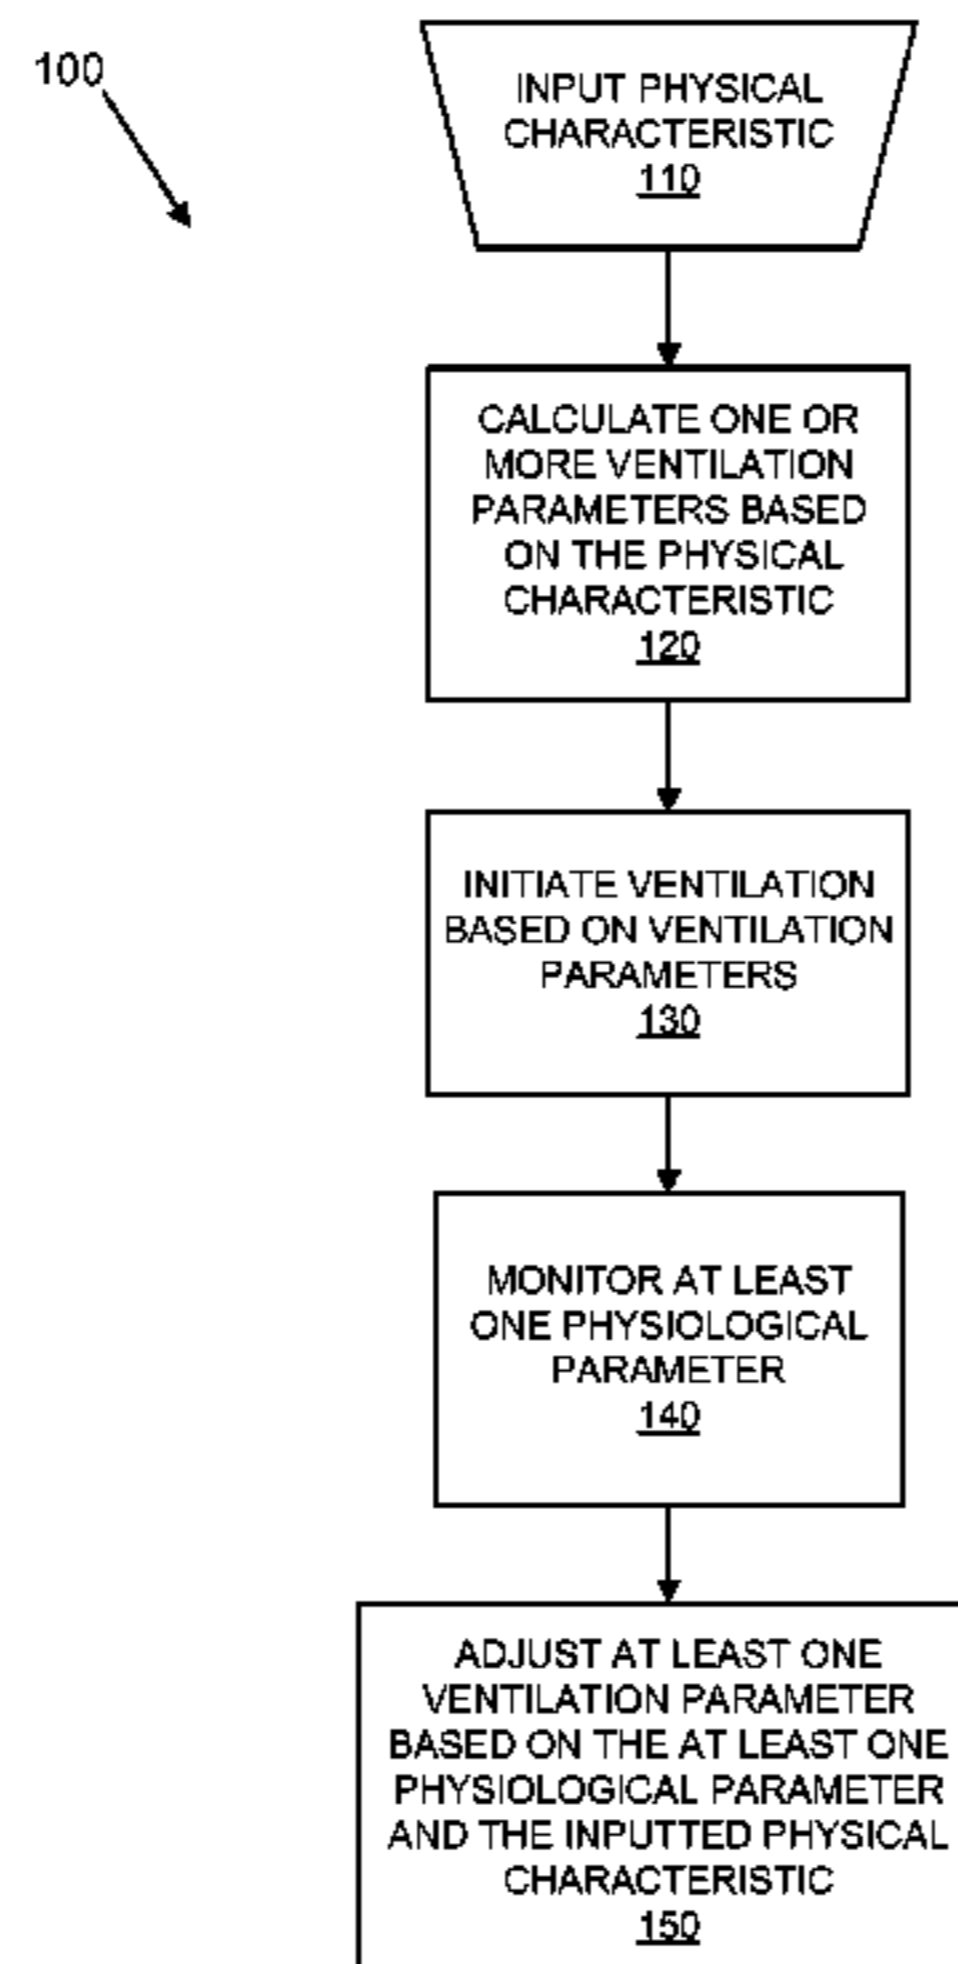 100
INPUT PHYSICAL
CHARACTERISTIC
110
CALCULATE ONE OR
MORE VENTILATION
PARAMETERS BASED
ON THE PHYSICAL
CHARACTERISTIC
120
INITIATE VENTILATION
BASED ON VENTILATION
PARAMETERS
130
MONITOR AT LEAST
ONE PHYSIOLOGICAL
PARAMETER
140
ADJUST AT LEAST ONE
VENTILATION PARAMETER
BASED ON THE AT LEAST ONE
PHYSIOLOGICAL PARAMETER
AND THE INPUTTED PHYSICAL
CHARACTERISTIC
150